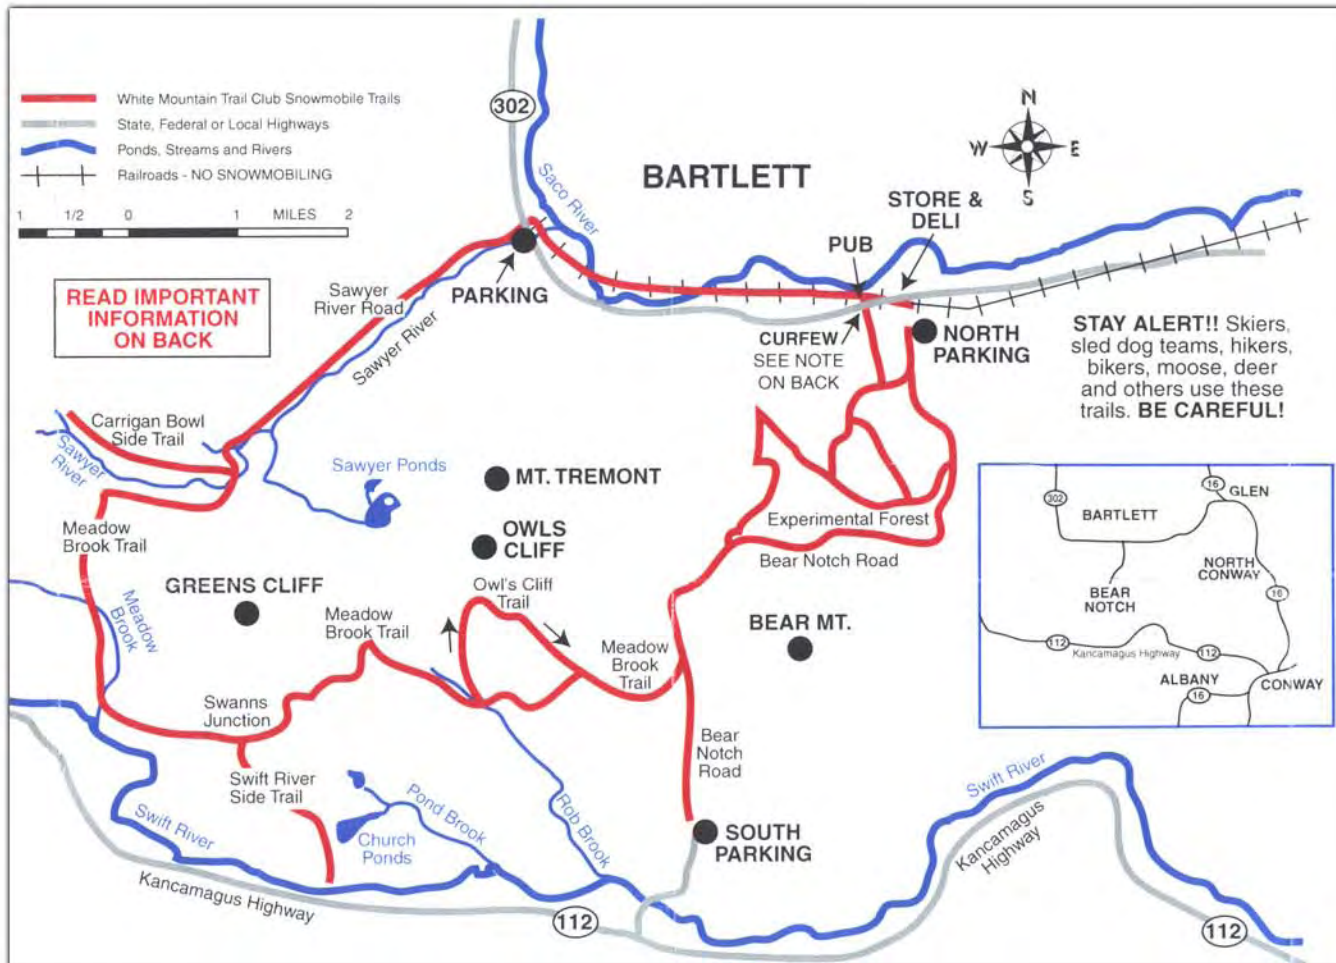 White Mountain Trail Club Snowmobile Trails
State, Federal or Local Highways
Ponds, Streams and Rivers
Railroads - NO SNOWMOBILING
1 1/2 0 1 MILES 2
READ IMPORTANT
INFORMATION
ON BACK
302
Saco River
BARTLETT
N
W E
S
STORE &
DELI
PUB
PARKING
Sawyer
River Road
Sawyer River
CURFEW
SEE NOTE
ON BACK
NORTH
PARKING
STAY ALERT!! Skiers,
sled dog teams, hikers,
bikers, moose, deer
and others use these
trails. BE CAREFUL!
Carrigan Bowl
Side Trail
Sawyer
River
Sawyer Ponds
MT. TREMONT
OWLS
CLIFF
Owl's Cliff
Trail
Experimental Forest
Bear Notch Road
Meadow
Brook Trail
Meadow
Brook
GREENS CLIFF
Meadow
Brook Trail
Meadow
Brook
Trail
BEAR MT.
Swanns
Junction
Swift River
Side Trail
Bear
Notch
Road
Swift River
Church
Ponds
Pond Brook
Rob Brook
SOUTH
PARKING
Kancamagus Highway
112
Swift River
Kancamagus
Highway
112
302
16
GLEN
BARTLETT
BEAR
NOTCH
NORTH
CONWAY
16
112
Kancamagus Highway
112
ALBANY
16
CONWAY